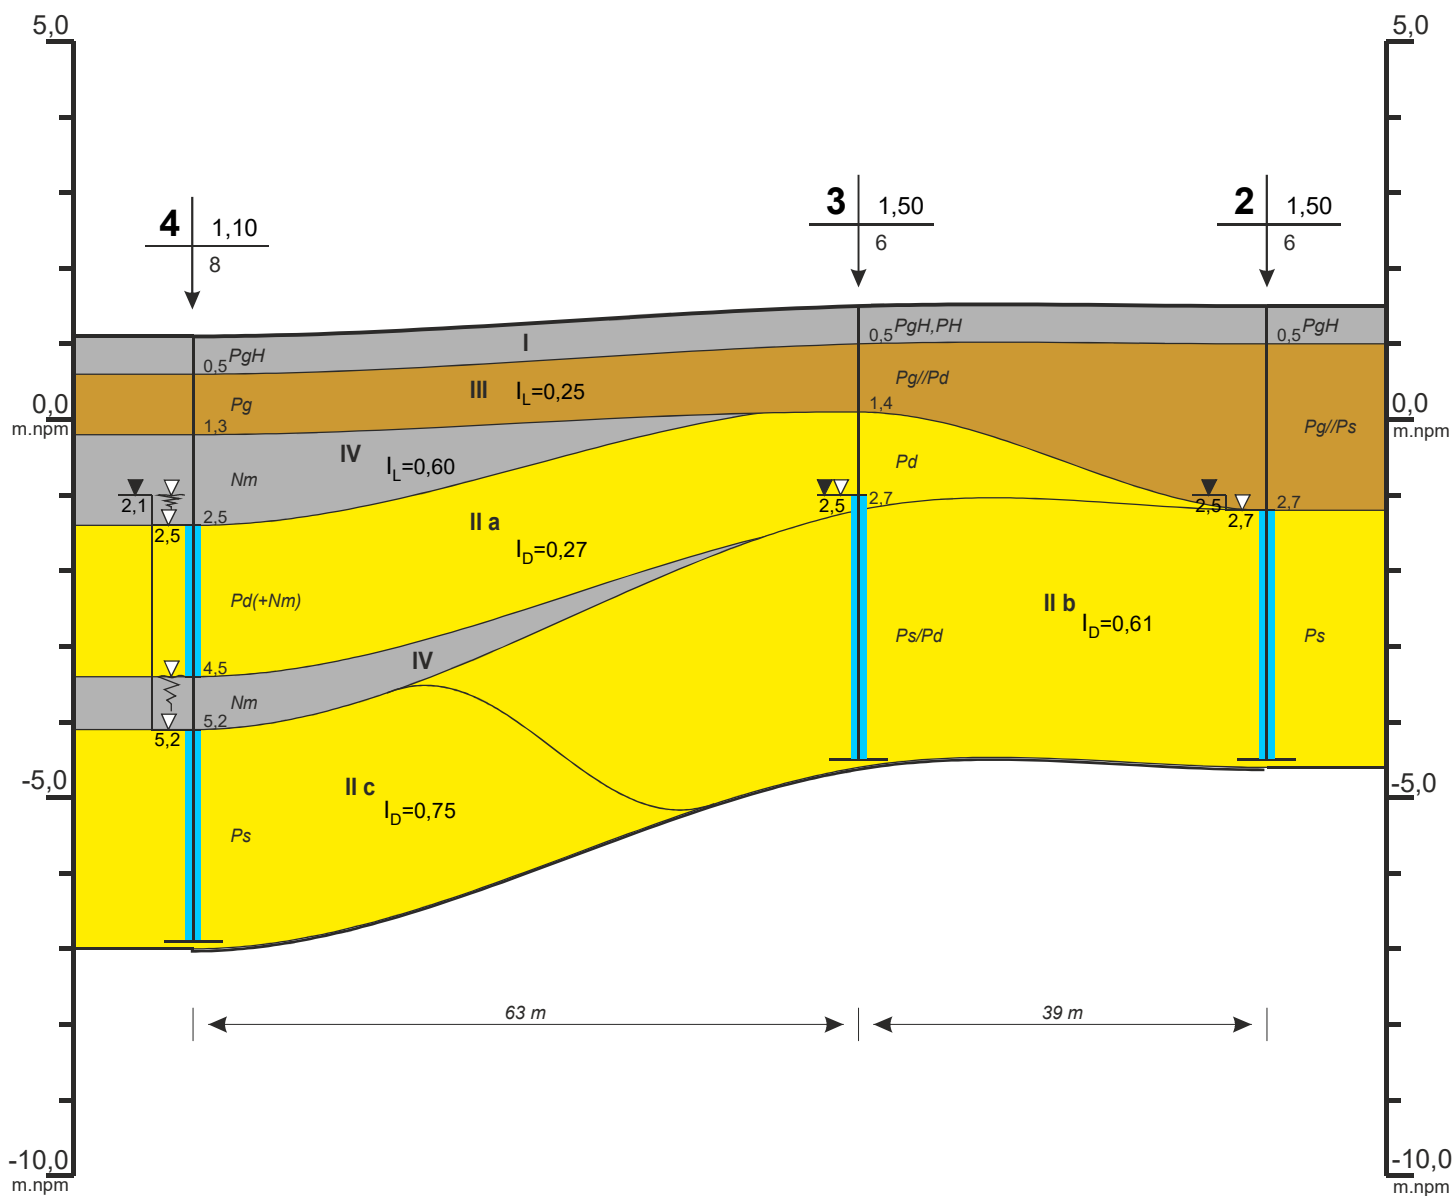 5,0
5,0
4 1,10
8
3 1,50
6
2 1,50
6
I
0,5 PgH
0,5 PgH,PH
0,5 PgH
III I_L=0,25
Pg
1,3
Pg//Pd
1,4
Pg//Ps
0,0
m.npm
0,0
m.npm
IV I_L=0,60
Nm
2,5
Pd
2,7
2,7
2,1
2,5
2,5
2,5
2,7
II a
I_D=0,27
Pd(+Nm)
4,5
IV
Nm
5,2
5,2
Ps/Pd
II b
I_D=0,61
Ps
II c
I_D=0,75
Ps
-5,0
-5,0
63 m
39 m
-10,0
m.npm
-10,0
m.npm